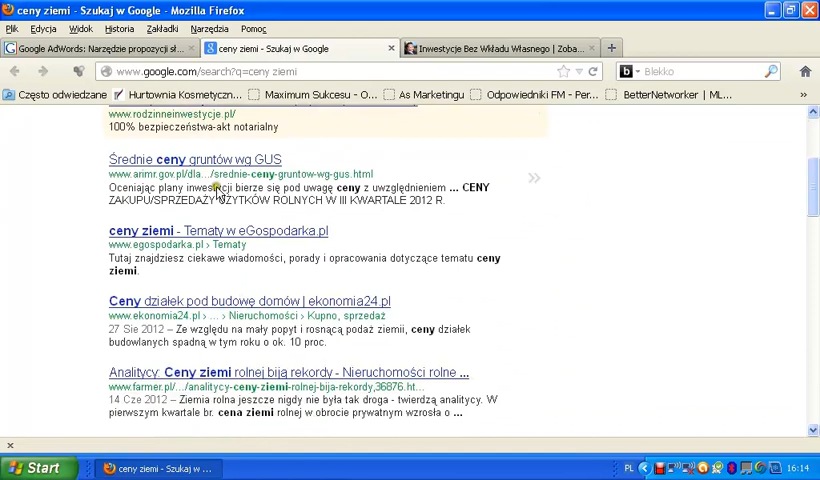 ceny ziemi - Szukaj w Google - Mozilla Firefox
Plik Edycja Widok Historia Zakładki Narzędzia Pomoc
Google AdWords: Narzędzie propozycji sł... ceny ziemi - Szukaj w Google Inwestycje Bez Wkładu Własnego | Zoba...
www.google.com/search?q=ceny ziemi Blekko
Często odwiedzane Hurtownia Kosmetyczn... Maximum Sukcesu - D... As Marketingu Odpowiedniki FM - Per... BetterNetworker | ML... »
www.rodzinneinwestycje.pl/
100% bezpieczeństwa-akt notarialny
Średnie ceny gruntów wg GUS
www.arimr.gov.pl/dla.../srednie-ceny-gruntow-wg-gus.html
Oceniając plany inwestycji bierze się pod uwagę ceny z uwzględnieniem ... CENY
ZAKUPU/SPRZEDAŻY UŻYTKÓW ROLNYCH W III KWARTALE 2012 R.
ceny ziemi - Tematy w eGospodarka.pl
www.egospodarka.pl › Tematy
Tutaj znajdziesz ciekawe wiadomości, porady i opracowania dotyczące tematu ceny
ziemi.
Ceny działek pod budowę domów | ekonomia24.pl
www.ekonomia24.pl › ... › Nieruchomości › Kupno, sprzedaż
27 Sie 2012 – Ze względu na mały popyt i rosnącą podaż ziemii, ceny działek
budowlanych spadną w tym roku o ok. 10 proc.
Analitycy: Ceny ziemi rolnej biją rekordy - Nieruchomości rolne ...
www.farmer.pl/.../analitycy-ceny-ziemi-rolnej-bija-rekordy,36876.ht...
14 Cze 2012 – Ziemia rolna jeszcze nigdy nie była tak droga - twierdzą analitycy. W
pierwszym kwartale br. cena ziemi rolnej w obrocie prywatnym wzrosła o ...
Start ceny ziemi - Szukaj w ... PL 16:14